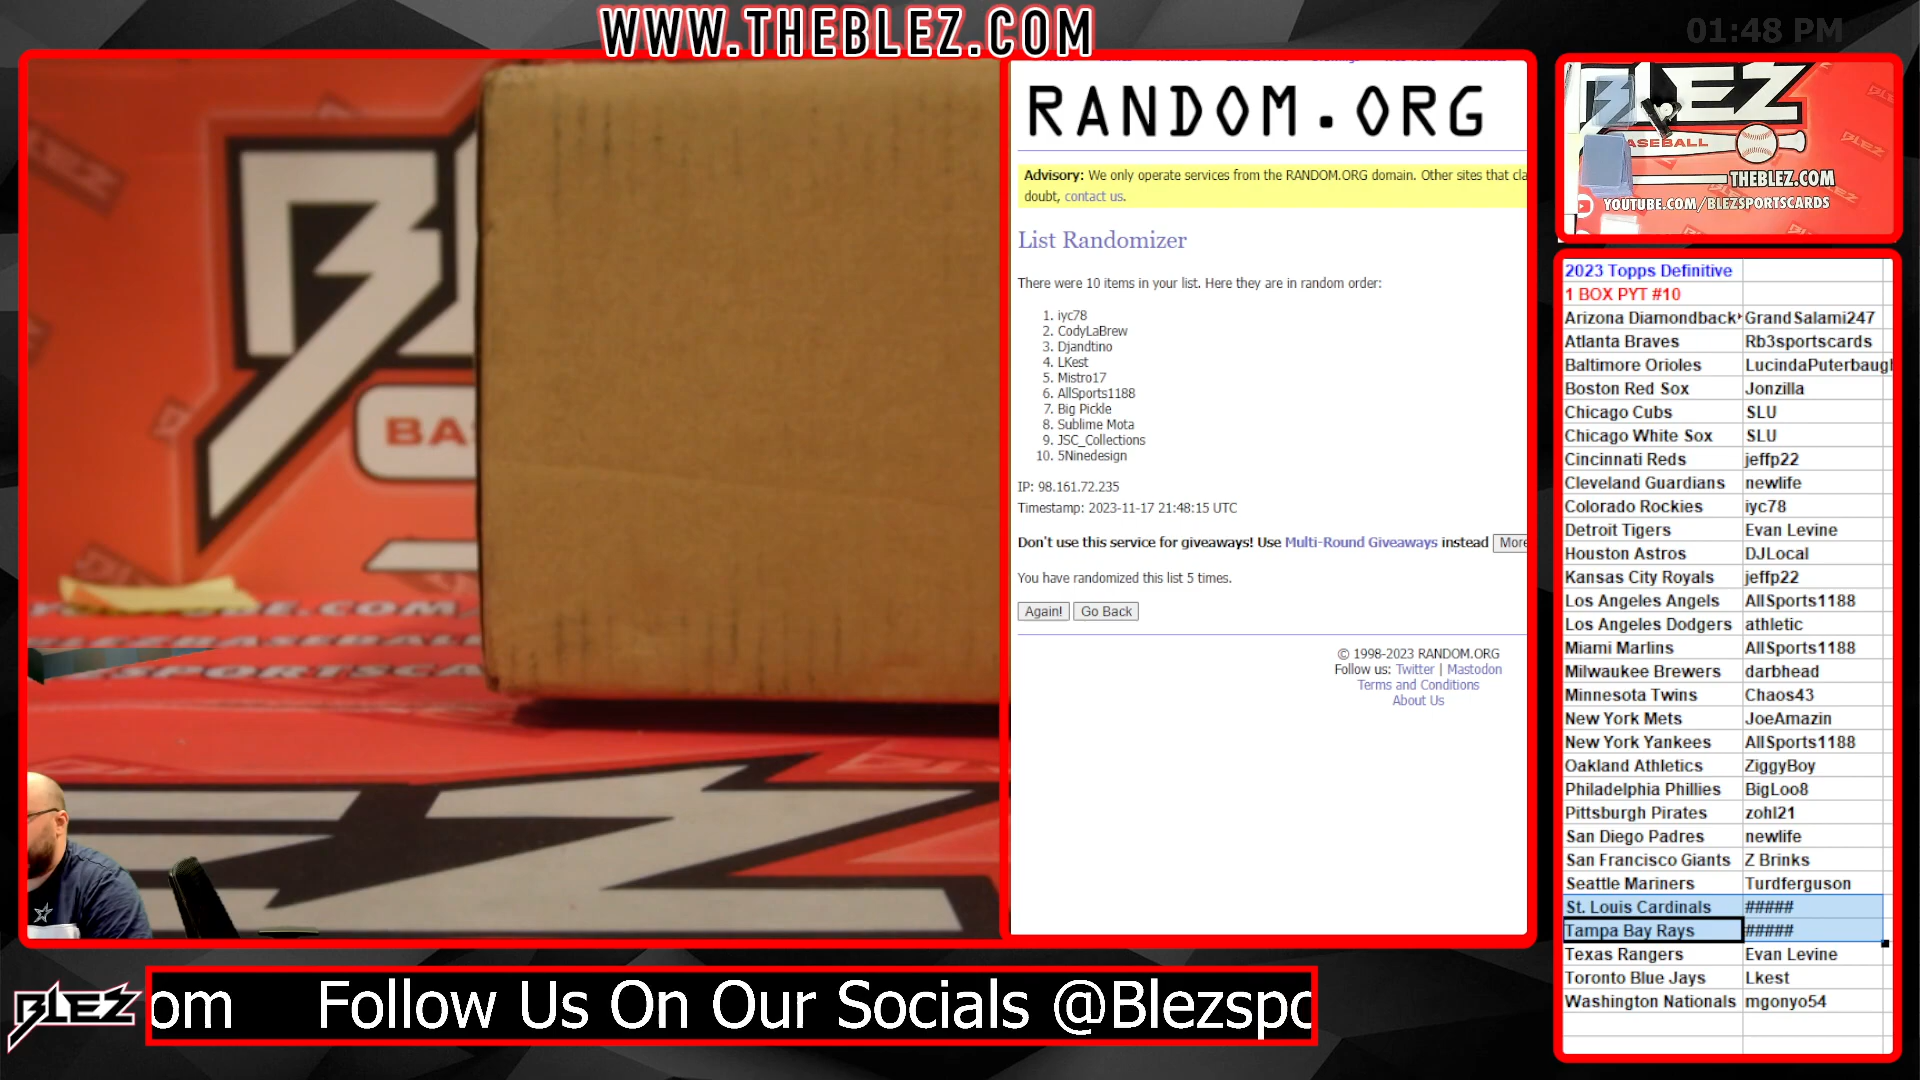 WWW.THEBLEZ.COM
01:48 PM
RANDOM.ORG
Advisory: We only operate services from the RANDOM.ORG domain. Other sites that cla
doubt, contact us.
List Randomizer
There were 10 items in your list. Here they are in random order:
1. iyc78
2. CodyLaBrew
3. Djandtino
4. LKest
5. Mistro17
6. AllSports1188
7. Big Pickle
8. Sublime Mota
9. JSC_Collections
10. 5Ninedesign
IP: 98.161.72.235
Timestamp: 2023-11-17 21:48:15 UTC
Don't use this service for giveaways! Use Multi-Round Giveaways instead More
You have randomized this list 5 times.
Again! Go Back
© 1998-2023 RANDOM.ORG
Follow us: Twitter | Mastodon
Terms and Conditions
About Us
BLEZ
BASEBALL
THEBLEZ.COM
YOUTUBE.COM/BLEZSPORTSCARDS
2023 Topps Definitive
1 BOX PYT #10
Arizona Diamondback GrandSalami247
Atlanta Braves Rb3sportscards
Baltimore Orioles LucindaPuterbaugh
Boston Red Sox Jonzilla
Chicago Cubs SLU
Chicago White Sox SLU
Cincinnati Reds jeffp22
Cleveland Guardians newlife
Colorado Rockies iyc78
Detroit Tigers Evan Levine
Houston Astros DJLocal
Kansas City Royals jeffp22
Los Angeles Angels AllSports1188
Los Angeles Dodgers athletic
Miami Marlins AllSports1188
Milwaukee Brewers darbhead
Minnesota Twins Chaos43
New York Mets JoeAmazin
New York Yankees AllSports1188
Oakland Athletics ZiggyBoy
Philadelphia Phillies BigLoo8
Pittsburgh Pirates zohl21
San Diego Padres newlife
San Francisco Giants Z Brinks
Seattle Mariners Turdferguson
St. Louis Cardinals #####
Tampa Bay Rays #####
Texas Rangers Evan Levine
Toronto Blue Jays Lkest
Washington Nationals mgonyo54
BLEZ
om Follow Us On Our Socials @Blezspo